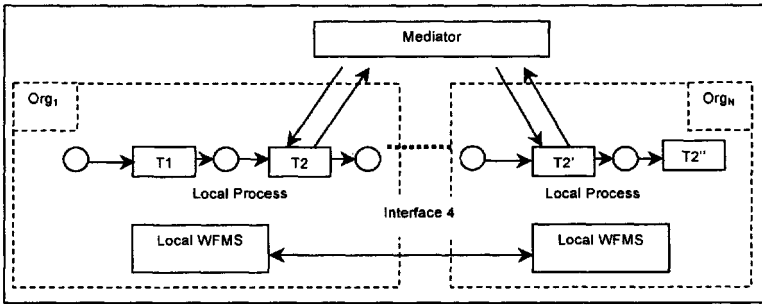 Mediator
Org₁
Orgₙ
T1
T2
T2'
T2''
Local Process
Local Process
Interface 4
Local WFMS
Local WFMS